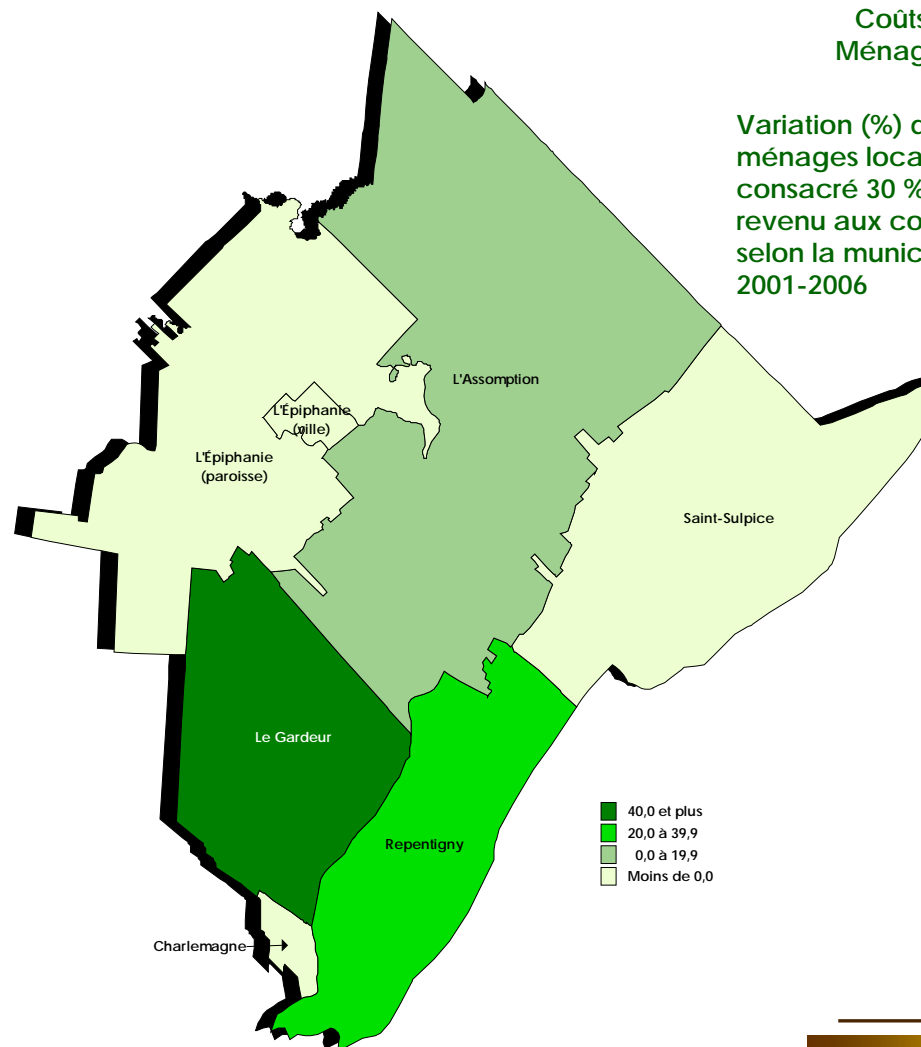 Coûts
Ménag
Variation (%) d
ménages loca
consacré 30 %
revenu aux co
selon la munic
2001-2006
L'Assomption
L'Épiphanie
(ville)
L'Épiphanie
(paroisse)
Saint-Sulpice
Le Gardeur
Repentigny
Charlemagne
40,0 et plus
20,0 à 39,9
0,0 à 19,9
Moins de 0,0